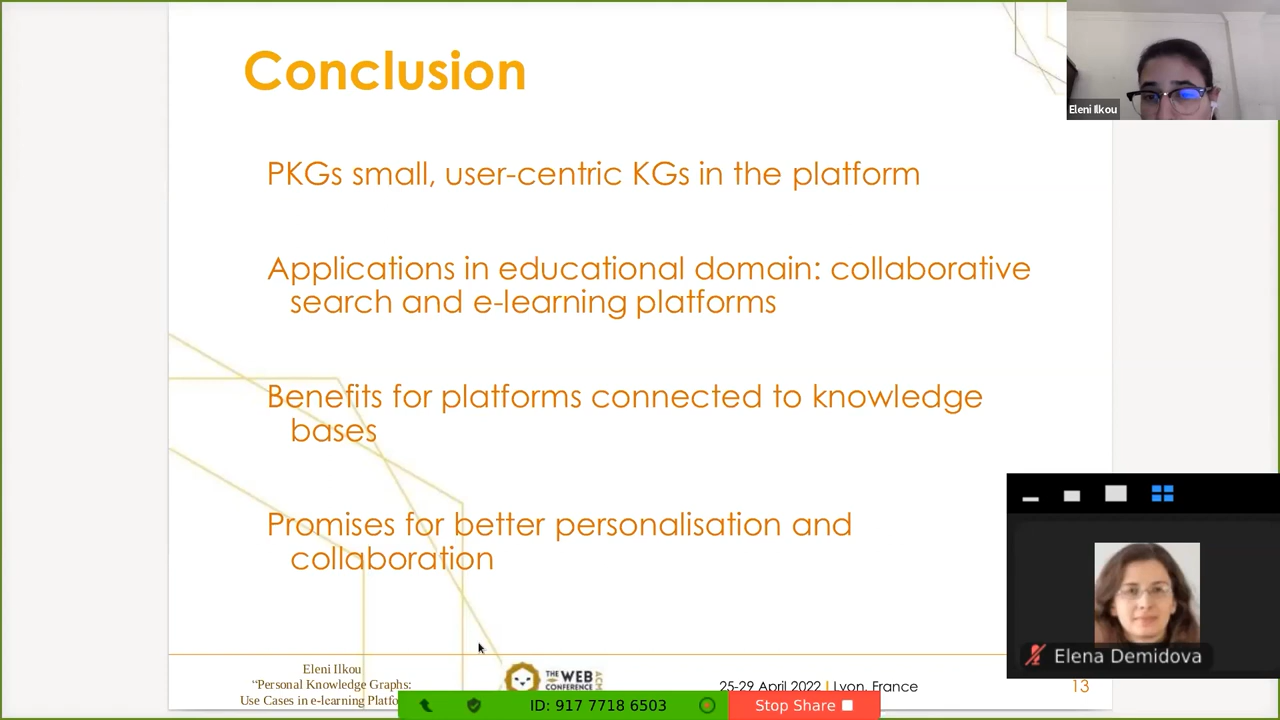 Conclusion
Eleni Ilkou
PKGs small, user-centric KGs in the platform
Applications in educational domain: collaborative
search and e-learning platforms
Benefits for platforms connected to knowledge
bases
Promises for better personalisation and
collaboration
Elena Demidova
Eleni Ilkou
“Personal Knowledge Graphs:
Use Cases in e-learning Platfo
THE WEB
CONFERENCE
ACM
25-29 April 2022 | Lyon, France
13
ID: 917 7718 6503
Stop Share